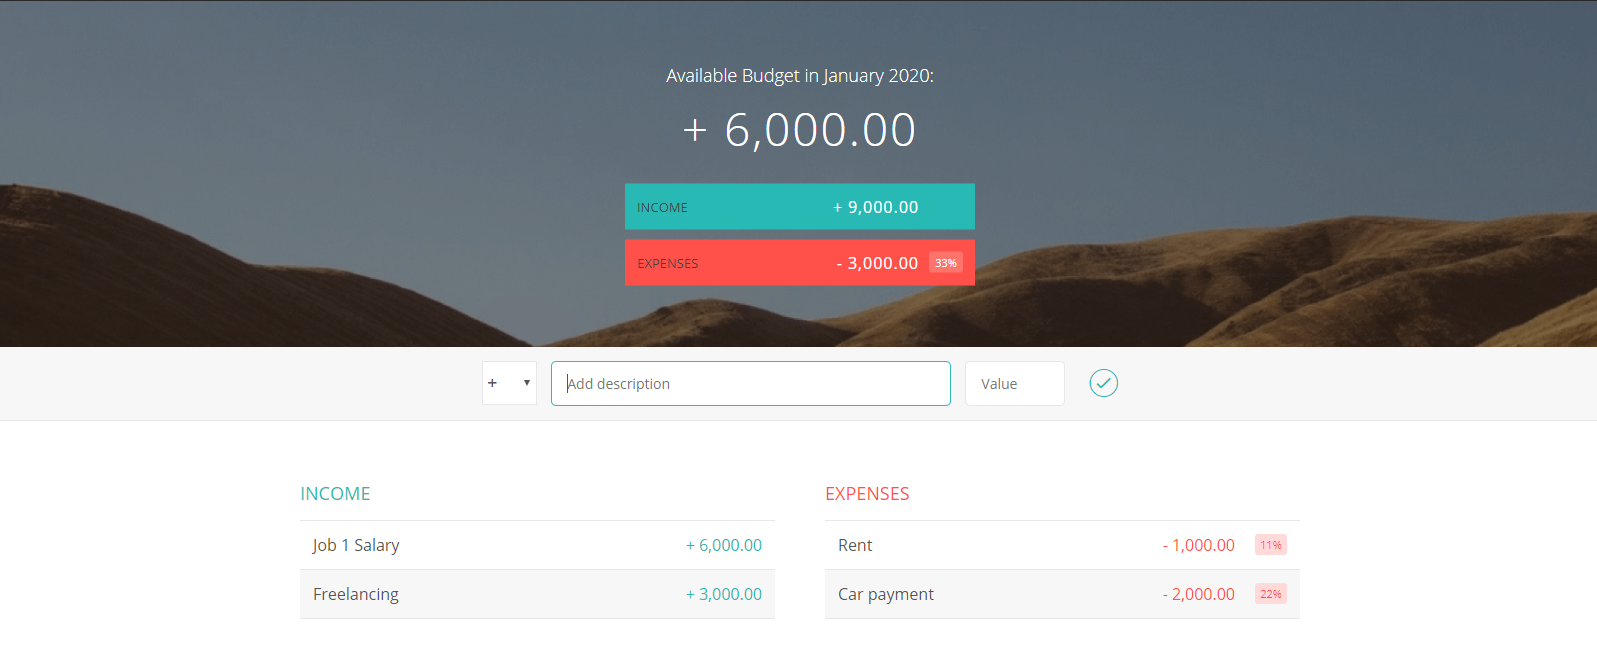 Available Budget in January 2020:
+ 6,000.00
INCOME + 9,000.00
EXPENSES - 3,000.00 33%
+ Add description Value
INCOME
Job 1 Salary + 6,000.00
Freelancing + 3,000.00
EXPENSES
Rent - 1,000.00 11%
Car payment - 2,000.00 22%